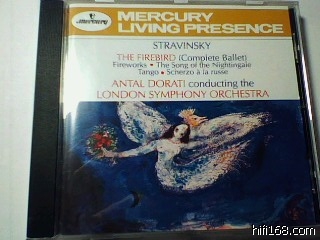 MERCURY
LIVING PRESENCE
STRAVINSKY
THE FIREBIRD (Complete Ballet)
Fireworks • The Song of the Nightingale
Tango • Scherzo à la russe
ANTAL DORATI conducting the
LONDON SYMPHONY ORCHESTRA
hifi168.com